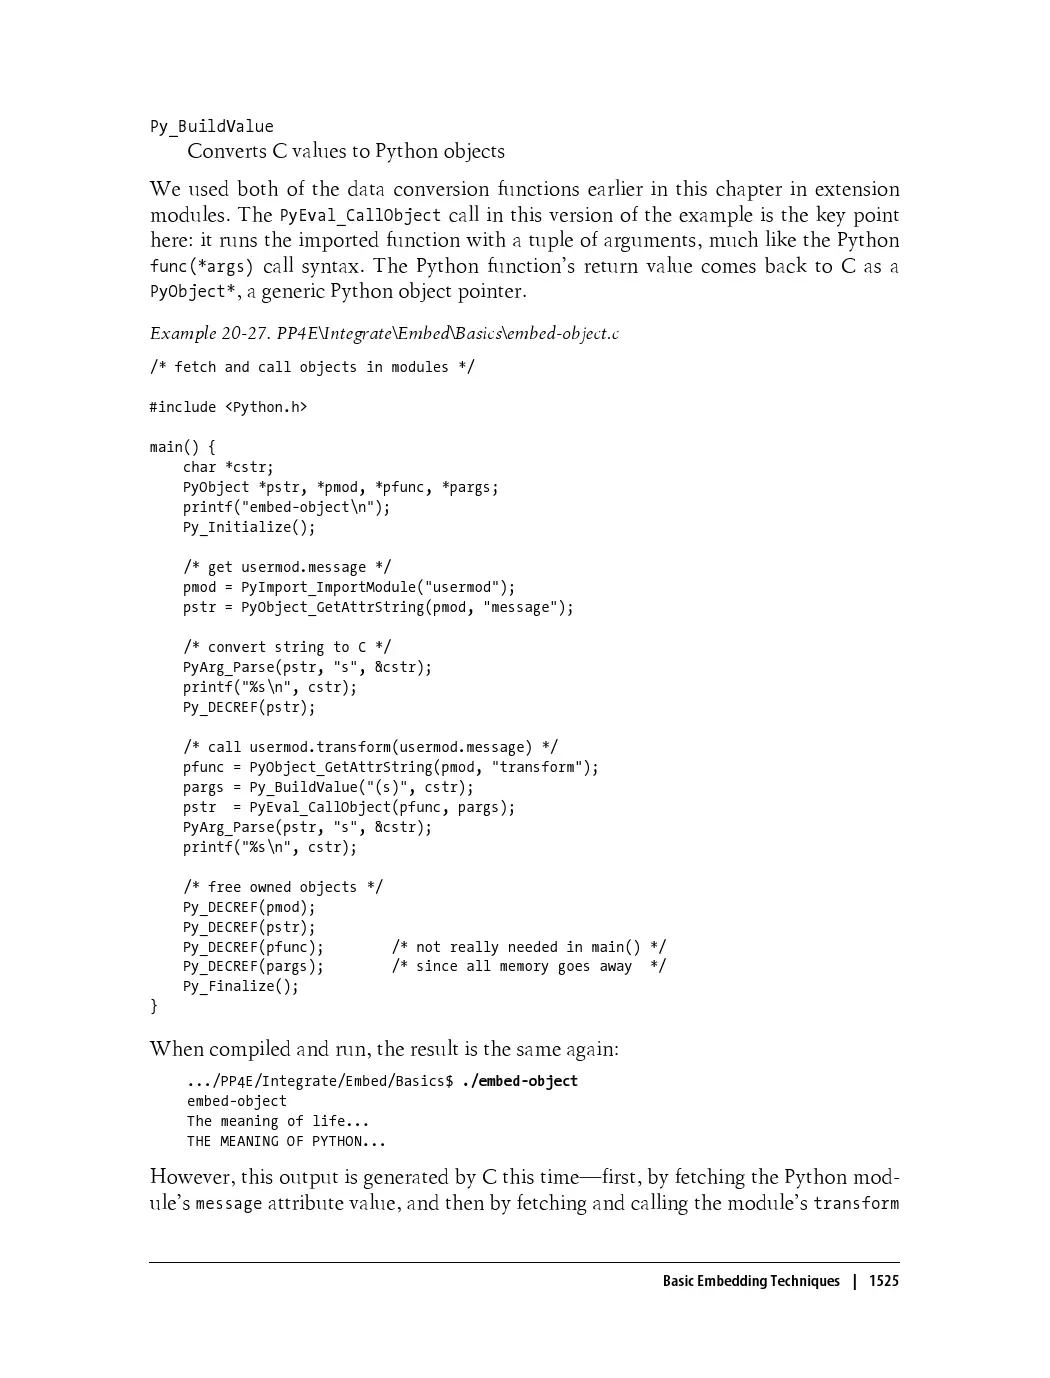 Py_BuildValue
Converts C values to Python objects
We used both of the data conversion functions earlier in this chapter in extension
modules. The PyEval_CallObject call in this version of the example is the key point
here: it runs the imported function with a tuple of arguments, much like the Python
func(*args) call syntax. The Python function’s return value comes back to C as a
PyObject*, a generic Python object pointer.
Example 20-27. PP4E\Integrate\Embed\Basics\embed-object.c
/* fetch and call objects in modules */
#include <Python.h>
main() {
    char *cstr;
    PyObject *pstr, *pmod, *pfunc, *pargs;
    printf("embed-object\n");
    Py_Initialize();
    /* get usermod.message */
    pmod = PyImport_ImportModule("usermod");
    pstr = PyObject_GetAttrString(pmod, "message");
    /* convert string to C */
    PyArg_Parse(pstr, "s", &cstr);
    printf("%s\n", cstr);
    Py_DECREF(pstr);
    /* call usermod.transform(usermod.message) */
    pfunc = PyObject_GetAttrString(pmod, "transform");
    pargs = Py_BuildValue("(s)", cstr);
    pstr  = PyEval_CallObject(pfunc, pargs);
    PyArg_Parse(pstr, "s", &cstr);
    printf("%s\n", cstr);
    /* free owned objects */
    Py_DECREF(pmod);
    Py_DECREF(pstr);
    Py_DECREF(pfunc);        /* not really needed in main() */
    Py_DECREF(pargs);        /* since all memory goes away  */
    Py_Finalize();
}
When compiled and run, the result is the same again:
.../PP4E/Integrate/Embed/Basics$ ./embed-object
embed-object
The meaning of life...
THE MEANING OF PYTHON...
However, this output is generated by C this time—first, by fetching the Python mod-
ule’s message attribute value, and then by fetching and calling the module’s transform
Basic Embedding Techniques | 1525